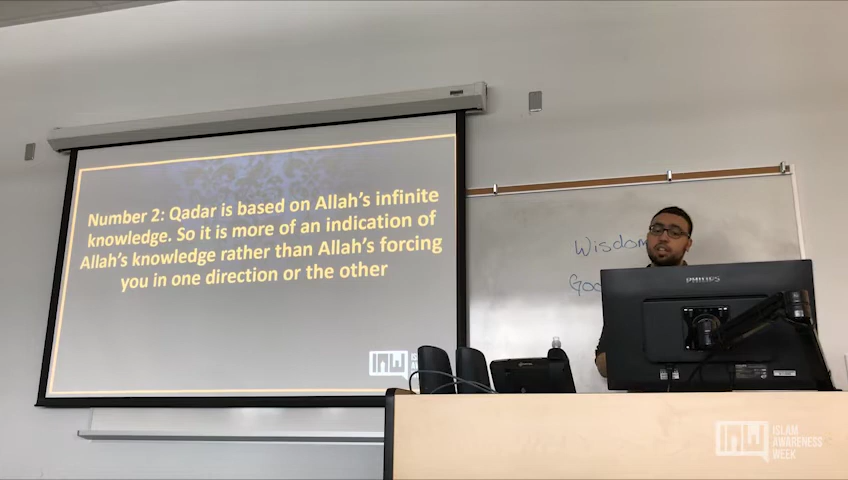 Number 2: Qadar is based on Allah's infinite
knowledge. So it is more of an indication of
Allah's knowledge rather than Allah's forcing
you in one direction or the other
Wisdom
PHILIPS
ISLAM
AWARENESS
WEEK